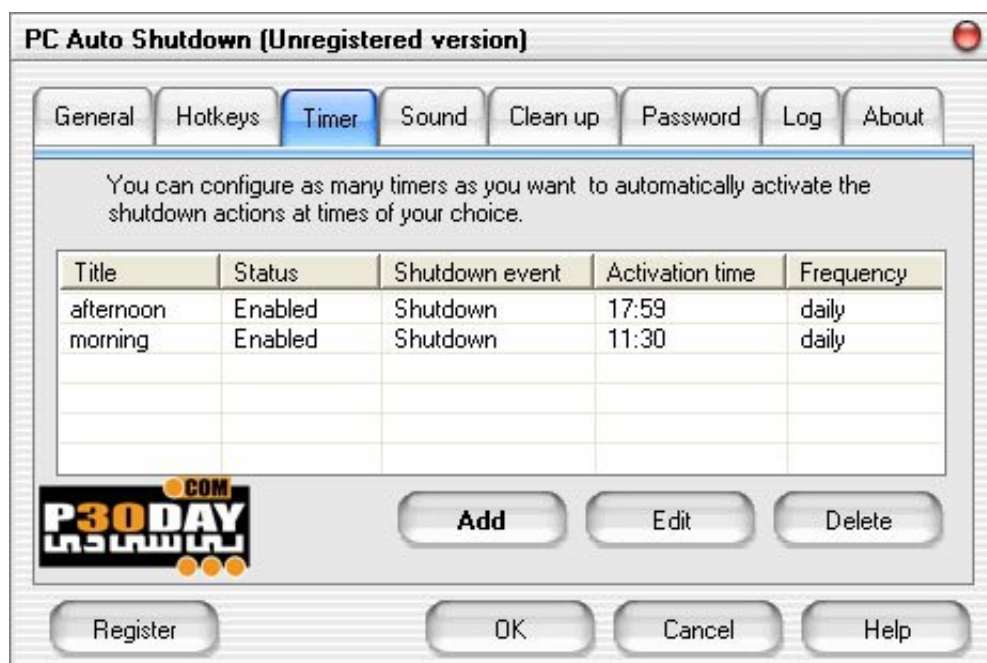 PC Auto Shutdown (Unregistered version)
General Hotkeys Timer Sound Clean up Password Log About
You can configure as many timers as you want to automatically activate the
shutdown actions at times of your choice.
Title Status Shutdown event Activation time Frequency
afternoon Enabled Shutdown 17:59 daily
morning Enabled Shutdown 11:30 daily
.COM
P30DAY
پی سی دی
Add Edit Delete
Register OK Cancel Help